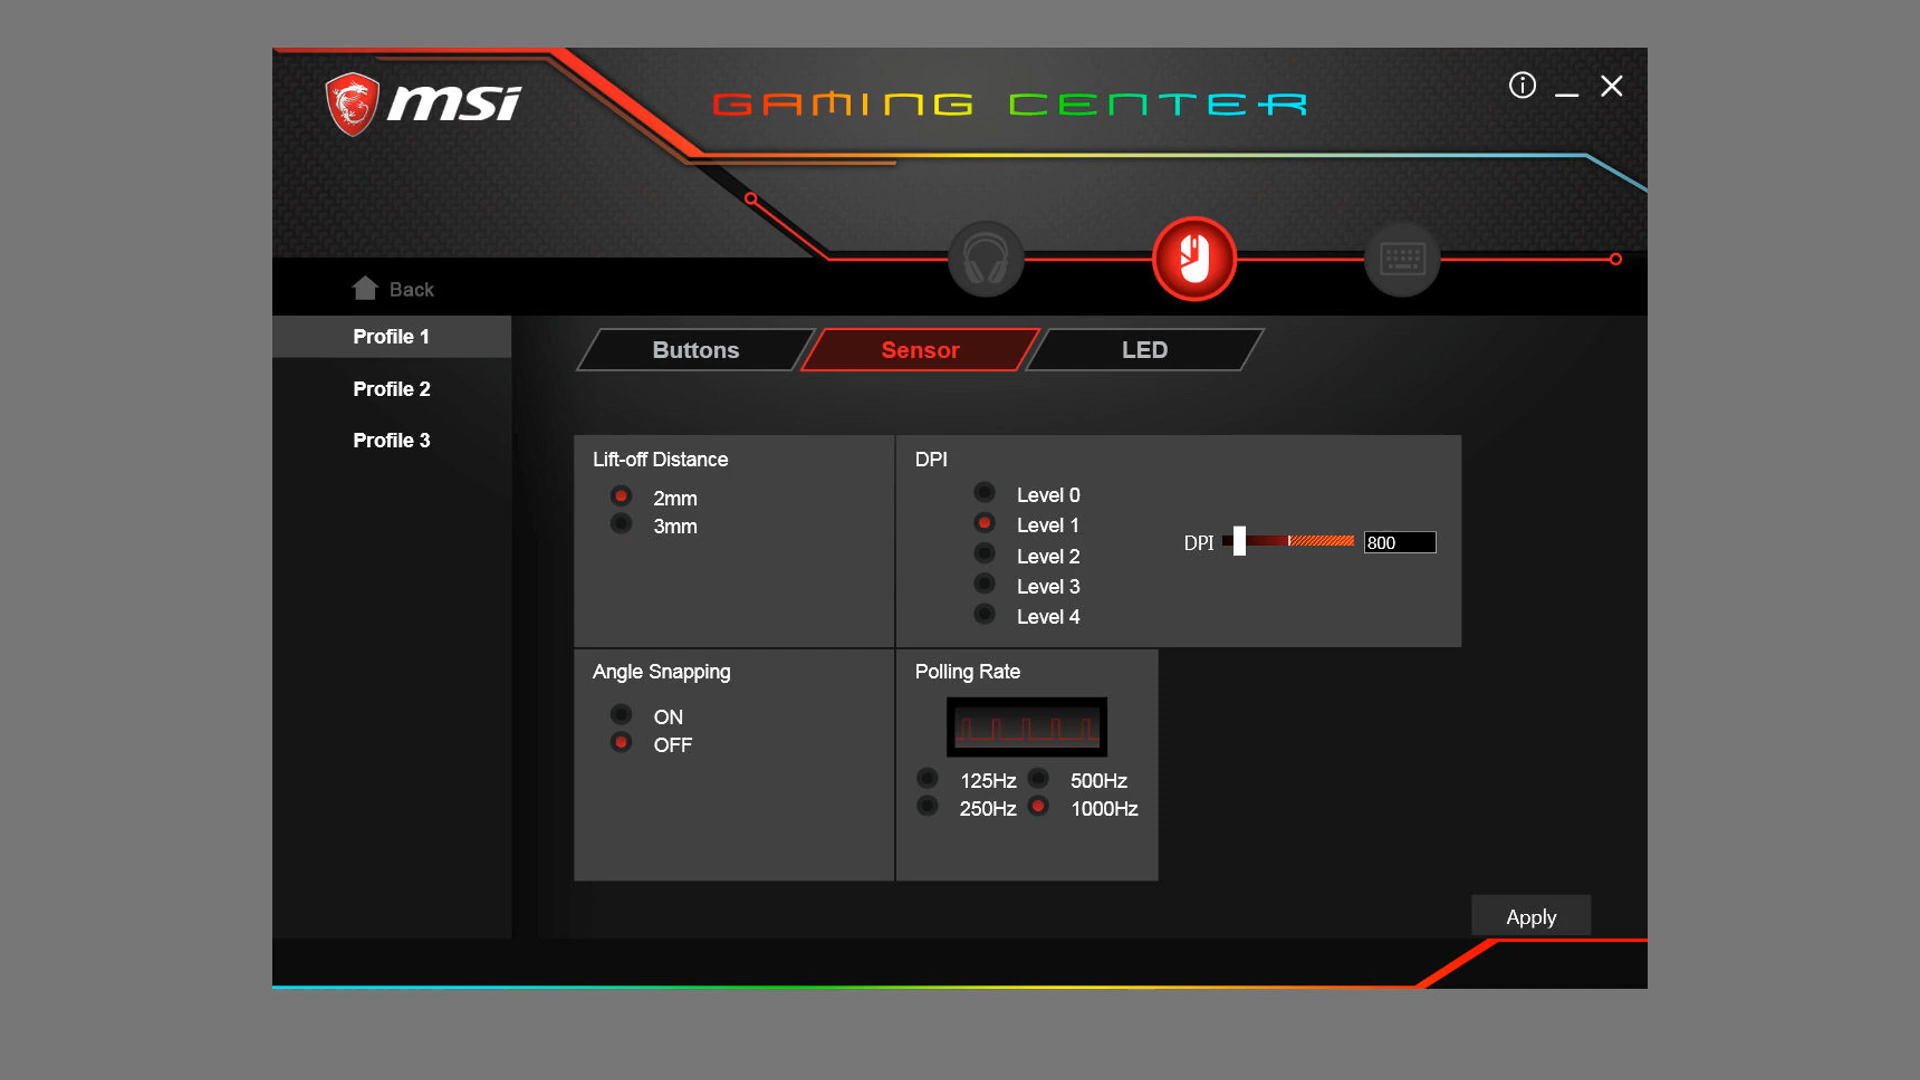 msi
GAMING CENTER
Back
Profile 1
Profile 2
Profile 3
Buttons
Sensor
LED
Lift-off Distance
2mm
3mm
DPI
Level 0
Level 1
Level 2
Level 3
Level 4
DPI 800
Angle Snapping
ON
OFF
Polling Rate
125Hz 500Hz
250Hz 1000Hz
Apply